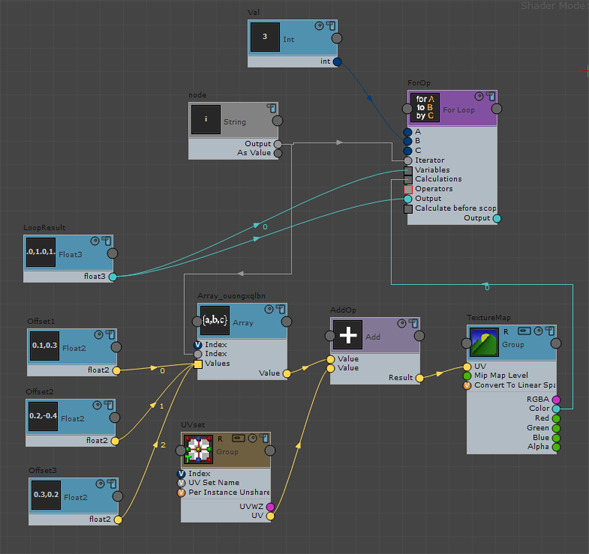 Shader Mode:
Val
3
Int
int
ForOp
for A
to B
by C
For Loop
A
B
C
Iterator
Variables
Calculations
Operators
Output
Calculate before scop
Output
node
i
String
Output
As Value
0
LoopResult
.0,1.0,1.
Float3
float3
0
Array_ouongxqlbn
{a,b,c}
Array
Index
Index
Values
Value
AddOp
+
Add
Value
Value
Result
TextureMap
R
Group
UV
Mip Map Level
Convert To Linear Spa
RGBA
Color
Red
Green
Blue
Alpha
Offset1
0.1,0.3
Float2
float2
0
Offset2
0.2,-0.4
Float2
float2
1
Offset3
0.3,0.2
Float2
float2
2
UVset
R
Group
V Index
V UV Set Name
V Per Instance Unshare
UVWZ
UV